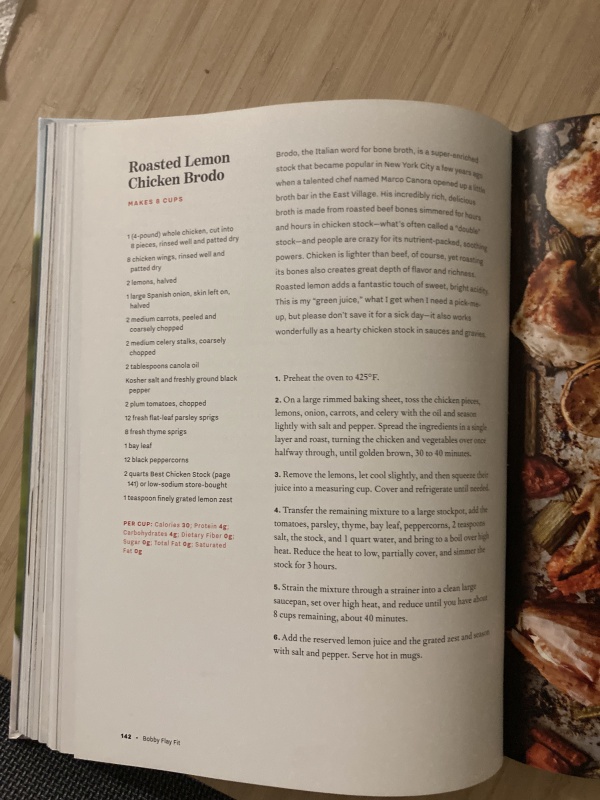 Roasted Lemon
Chicken Brodo
MAKES 8 CUPS
1 (4-pound) whole chicken, cut into
8 pieces, rinsed well and patted dry
8 chicken wings, rinsed well and
patted dry
2 lemons, halved
1 large Spanish onion, skin left on,
halved
2 medium carrots, peeled and
coarsely chopped
2 medium celery stalks, coarsely
chopped
2 tablespoons canola oil
Kosher salt and freshly ground black
pepper
2 plum tomatoes, chopped
12 fresh flat-leaf parsley sprigs
8 fresh thyme sprigs
1 bay leaf
12 black peppercorns
2 quarts Best Chicken Stock (page
141) or low-sodium store-bought
1 teaspoon finely grated lemon zest
PER CUP: Calories 30; Protein 4g;
Carbohydrates 4g; Dietary Fiber 0g;
Sugar 0g; Total Fat 0g; Saturated
Fat 0g
Brodo, the Italian word for bone broth, is a super-enriched
stock that became popular in New York City a few years ago
when a talented chef named Marco Canora opened up a little
broth bar in the East Village. His incredibly rich, delicious
broth is made from roasted beef bones simmered for hours
and hours in chicken stock—what's often called a "double"
stock—and people are crazy for its nutrient-packed, soothing
powers. Chicken is lighter than beef, of course, yet roasting
its bones also creates great depth of flavor and richness.
Roasted lemon adds a fantastic touch of sweet, bright acidity.
This is my "green juice," what I get when I need a pick-me-
up, but please don't save it for a sick day—it also works
wonderfully as a hearty chicken stock in sauces and gravies.
1. Preheat the oven to 425°F.
2. On a large rimmed baking sheet, toss the chicken pieces,
lemons, onion, carrots, and celery with the oil and season
lightly with salt and pepper. Spread the ingredients in a single
layer and roast, turning the chicken and vegetables over once
halfway through, until golden brown, 30 to 40 minutes.
3. Remove the lemons, let cool slightly, and then squeeze their
juice into a measuring cup. Cover and refrigerate until needed.
4. Transfer the remaining mixture to a large stockpot, add the
tomatoes, parsley, thyme, bay leaf, peppercorns, 2 teaspoons
salt, the stock, and 1 quart water, and bring to a boil over high
heat. Reduce the heat to low, partially cover, and simmer the
stock for 3 hours.
5. Strain the mixture through a strainer into a clean large
saucepan, set over high heat, and reduce until you have about
8 cups remaining, about 40 minutes.
6. Add the reserved lemon juice and the grated zest and season
with salt and pepper. Serve hot in mugs.
142 • Bobby Flay Fit